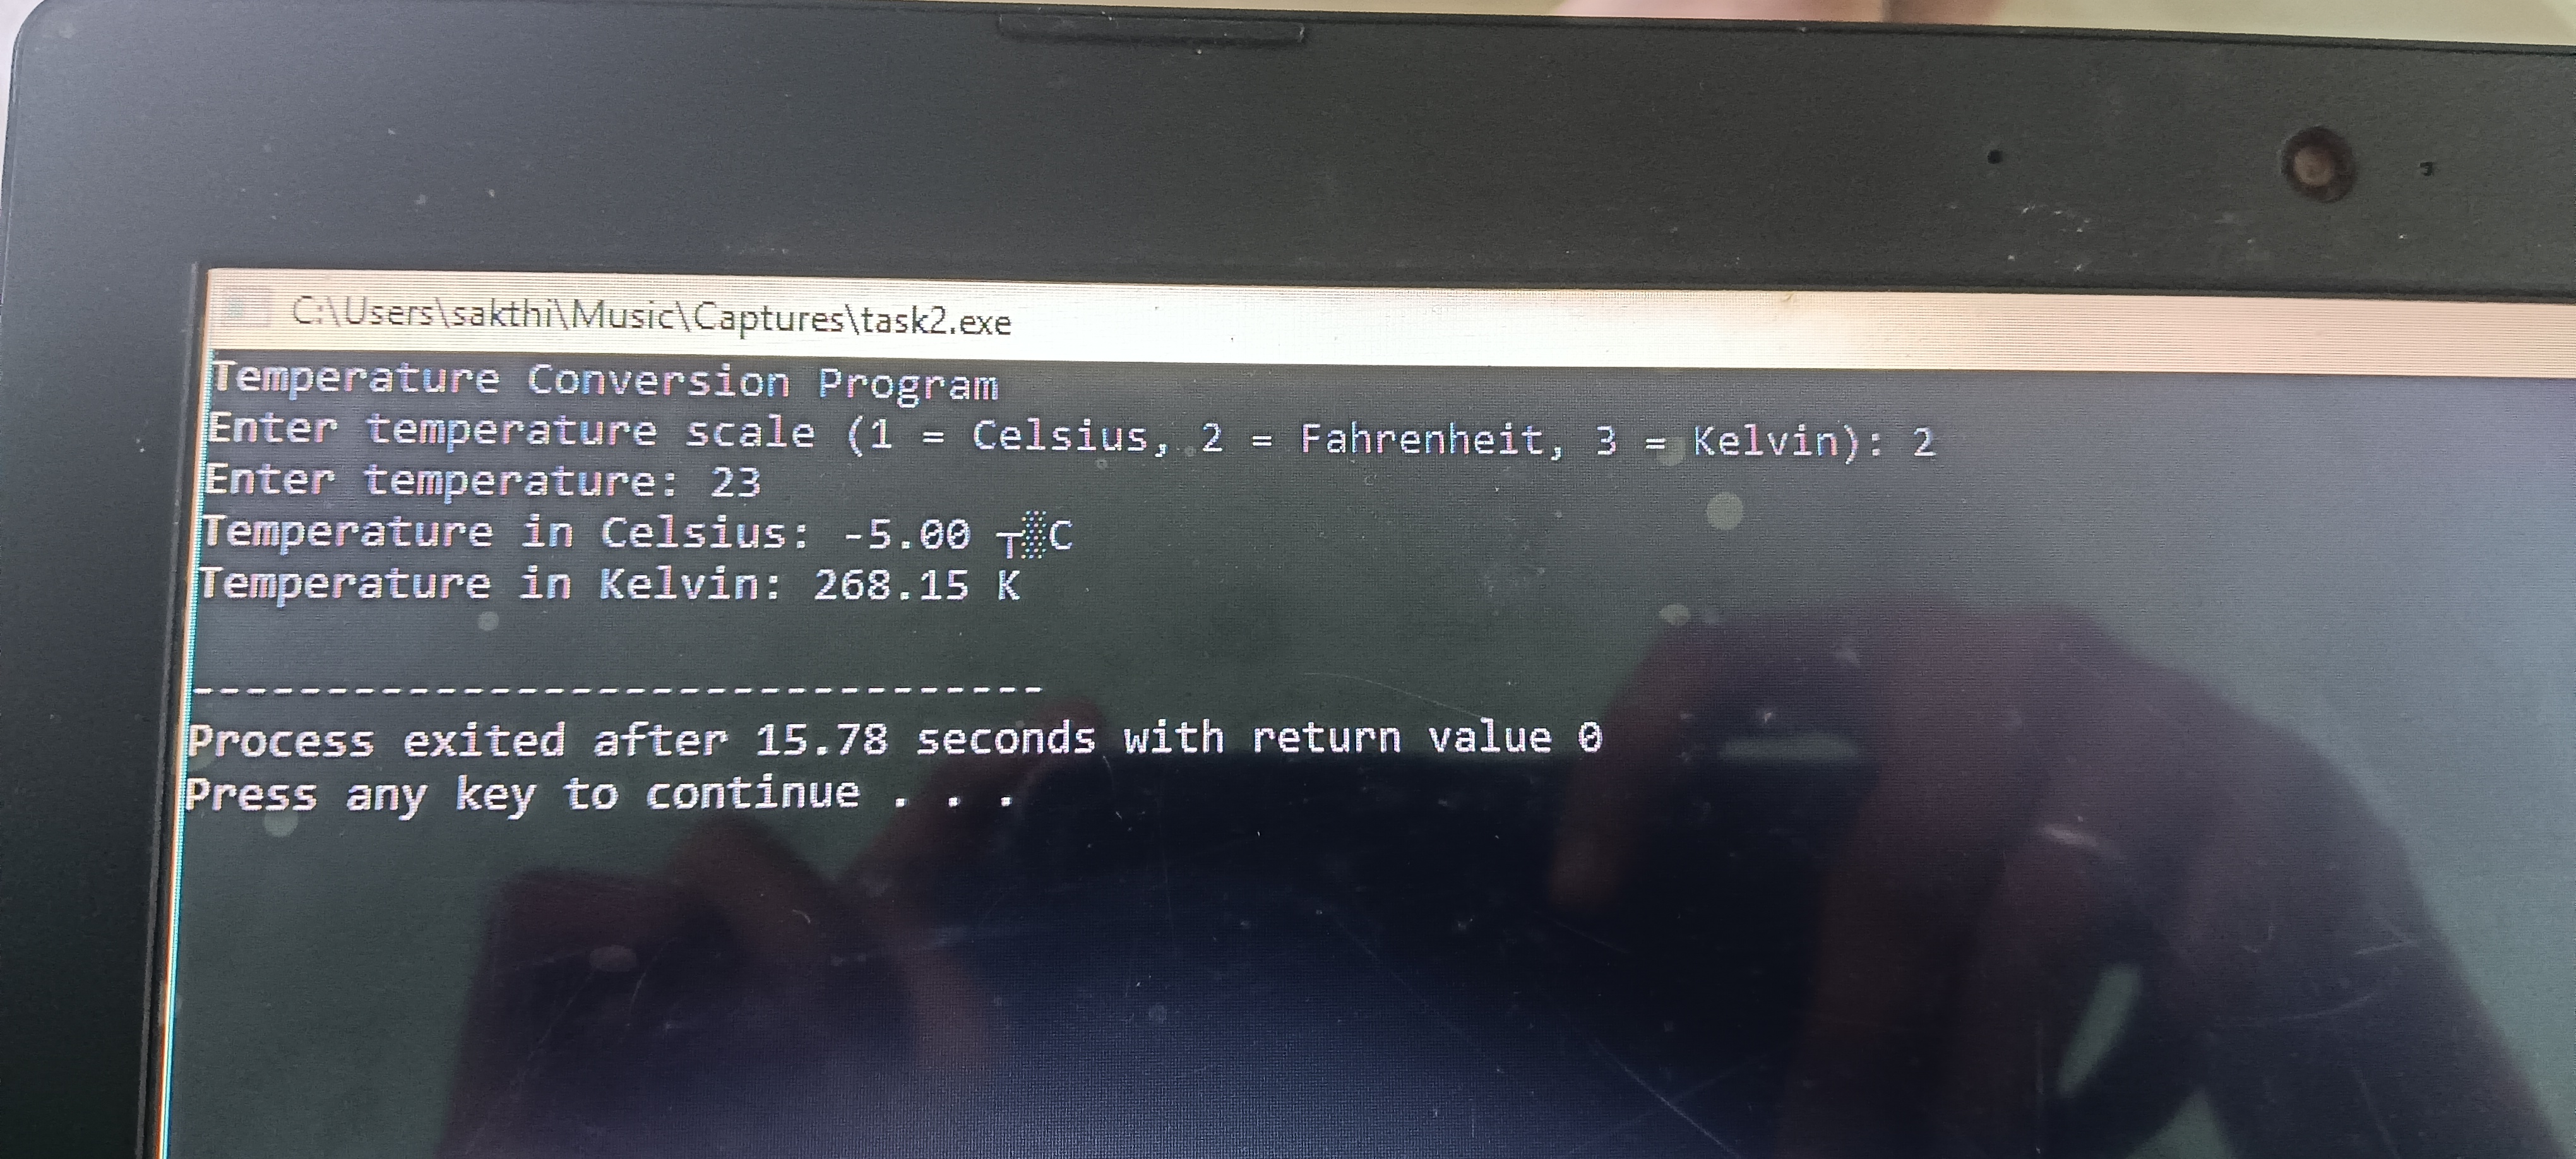 C:\Users\sakthi\Music\Captures\task2.exe
Temperature Conversion Program
Enter temperature scale (1 = Celsius, 2 = Fahrenheit, 3 = Kelvin): 2
Enter temperature: 23
Temperature in Celsius: -5.00 ┬░C
Temperature in Kelvin: 268.15 K
--------------------------------
Process exited after 15.78 seconds with return value 0
Press any key to continue . . .